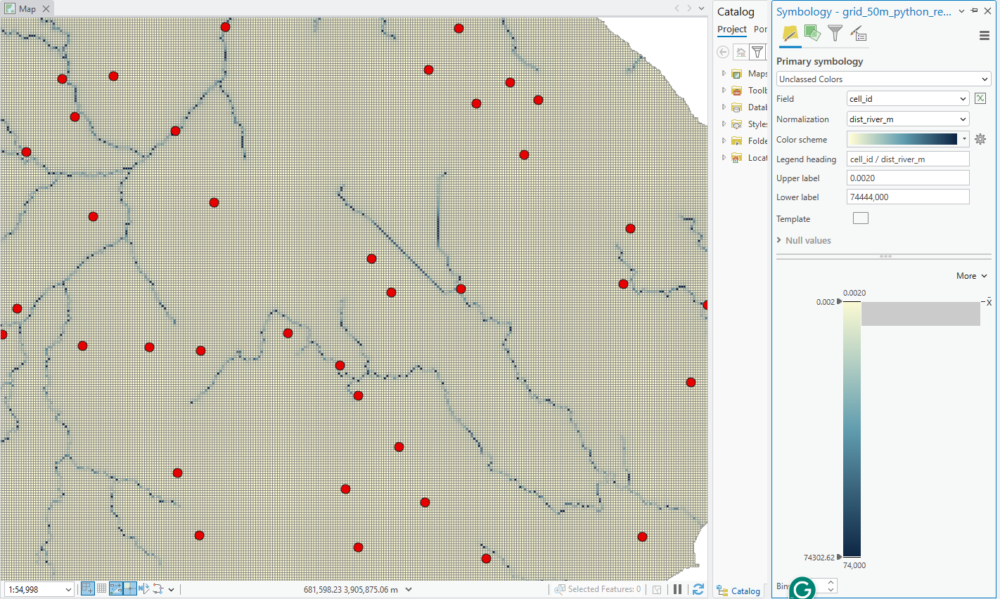 Map
Catalog
Project Por
Maps
Toolb
Datab
Styles
Folde
Locat
Symbology - grid_50m_python_re...
Primary symbology
Unclassed Colors
Field cell_id
Normalization dist_river_m
Color scheme
Legend heading cell_id / dist_river_m
Upper label 0.0020
Lower label 74444,000
Template
Null values
More
0.0020
0.002
x̄
74302.62
74,000
Bins
G
1:54,998
681,598.23 3,905,875.06 m
Selected Features: 0
Catalog